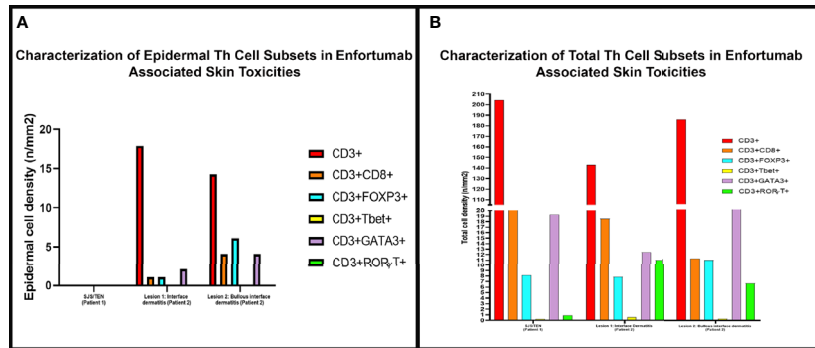 A
Characterization of Epidermal Th Cell Subsets in Enfortumab
Associated Skin Toxicities
Epidermal cell density (n/mm2)
20
15
10
5
0
SJS/TEN
(Patient 1)
Lesion 1: Interface
dermatitis (Patient 2)
Lesion 2: Bullous interface
dermatitis (Patient 2)
CD3+
CD3+CD8+
CD3+FOXP3+
CD3+Tbet+
CD3+GATA3+
CD3+RORγT+
B
Characterization of Total Th Cell Subsets in Enfortumab
Associated Skin Toxicities
Total cell density (n/mm2)
210
200
190
180
170
160
150
140
130
120
110
20
19
18
17
16
15
14
13
12
11
10
9
8
7
6
5
4
3
2
1
0
SJS/TEN
(Patient 1)
Lesion 1: Interface Dermatitis
(Patient 2)
Lesion 2: Bullous interface dermatitis
(Patient 2)
CD3+
CD3+CD8+
CD3+FOXP3+
CD3+Tbet+
CD3+GATA3+
CD3+RORγT+